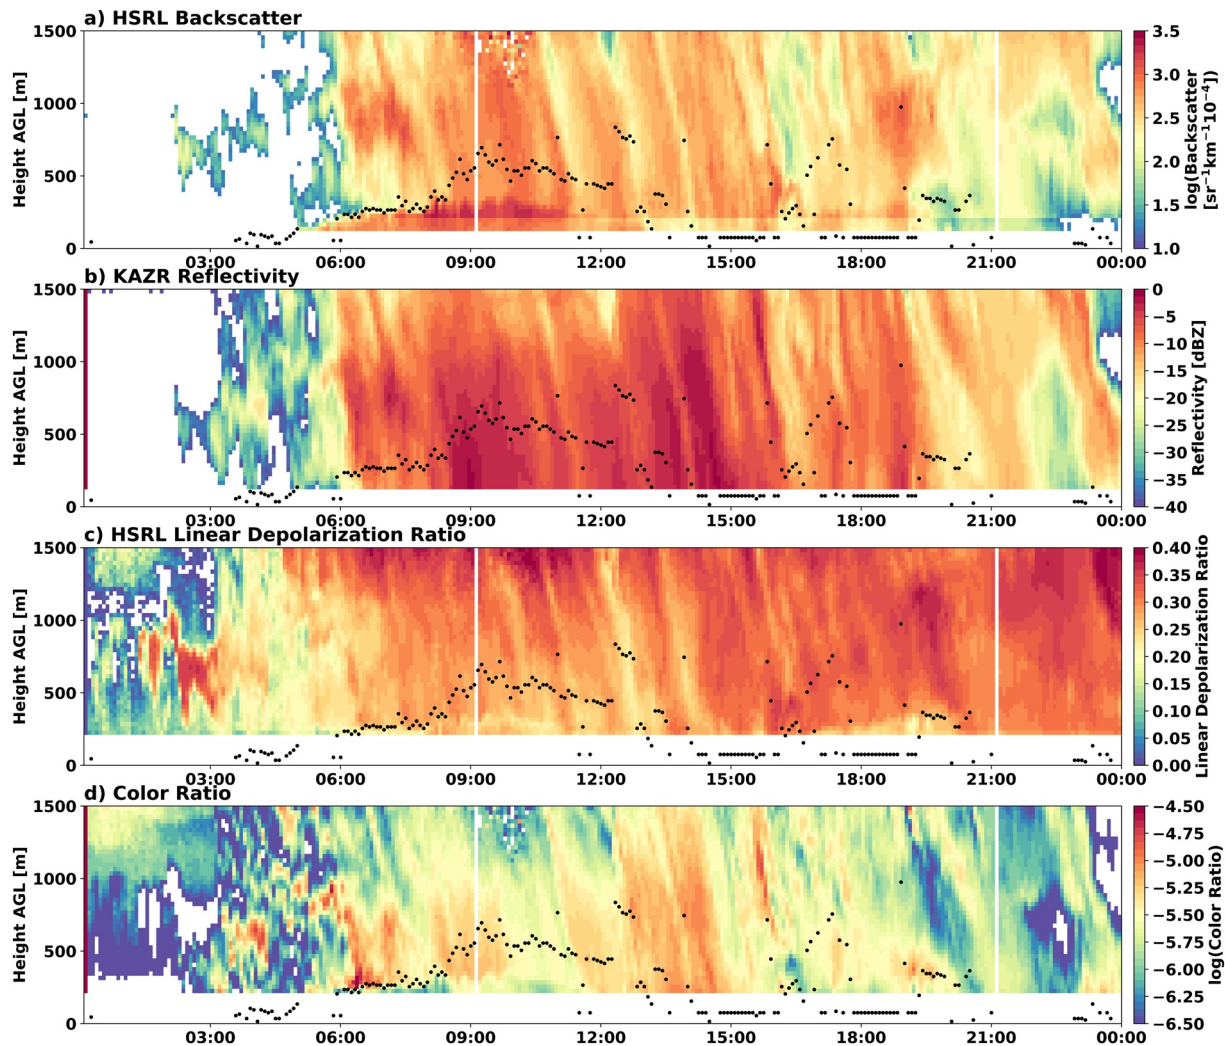 a) HSRL Backscatter
1500
1000
500
0
Height AGL [m]
03:00 06:00 09:00 12:00 15:00 18:00 21:00 00:00
3.5
3.0
2.5
2.0
1.5
1.0
log(Backscatter
[sr⁻¹km⁻¹10⁻⁴])
b) KAZR Reflectivity
1500
1000
500
0
Height AGL [m]
03:00 06:00 09:00 12:00 15:00 18:00 21:00 00:00
0
−5
−10
−15
−20
−25
−30
−35
−40
Reflectivity [dBZ]
c) HSRL Linear Depolarization Ratio
1500
1000
500
0
Height AGL [m]
03:00 06:00 09:00 12:00 15:00 18:00 21:00 00:00
0.40
0.35
0.30
0.25
0.20
0.15
0.10
0.05
0.00
Linear Depolarization Ratio
d) Color Ratio
1500
1000
500
0
Height AGL [m]
03:00 06:00 09:00 12:00 15:00 18:00 21:00 00:00
−4.50
−4.75
−5.00
−5.25
−5.50
−5.75
−6.00
−6.25
−6.50
log(Color Ratio)